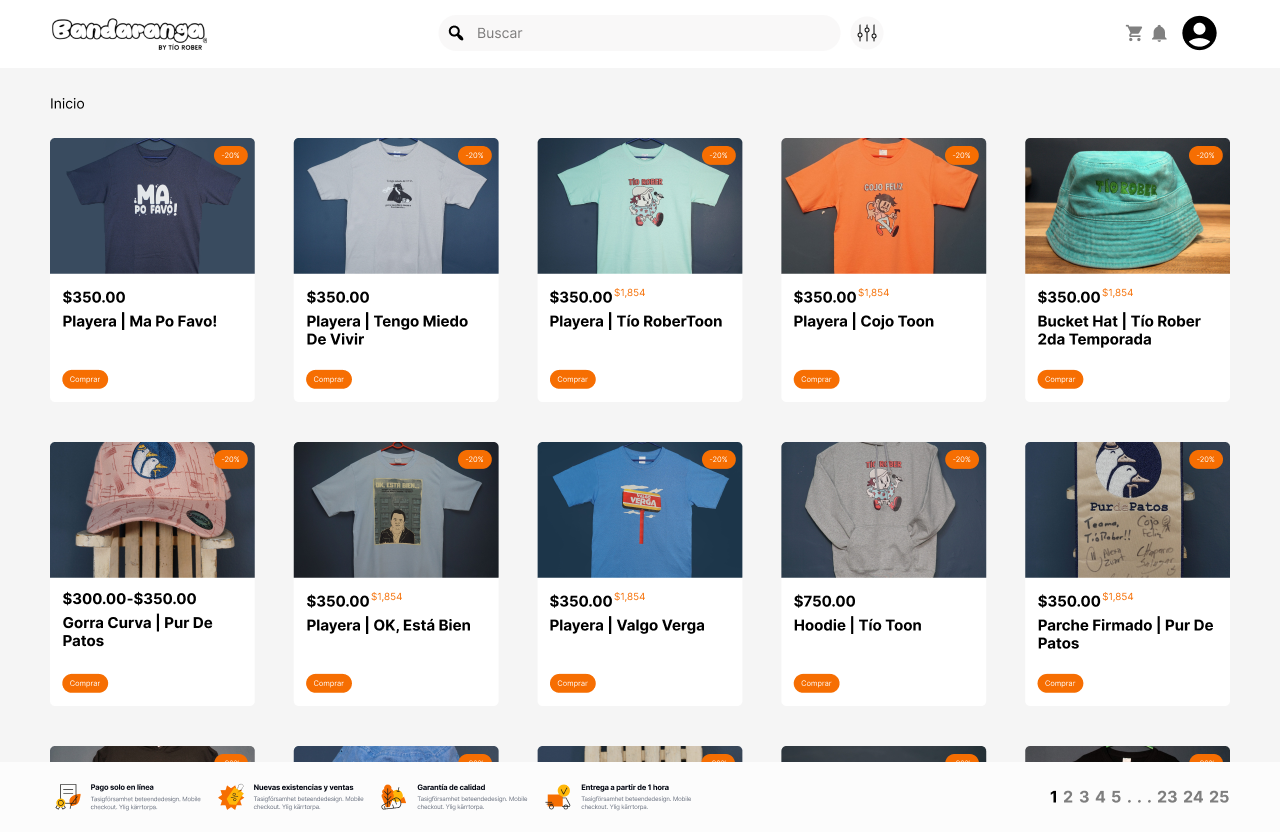 Bandaranga
BY TÍO ROBER
Buscar
Inicio
-20%
MA
PO FAVO!
$350.00
Playera | Ma Po Favo!
Comprar
-20%
$350.00
Playera | Tengo Miedo
De Vivir
Comprar
-20%
TÍO ROBER
$350.00 $1,854
Playera | Tío RoberToon
Comprar
-20%
COJO FELIZ
$350.00 $1,854
Playera | Cojo Toon
Comprar
-20%
TÍO ROBER
$350.00 $1,854
Bucket Hat | Tío Rober
2da Temporada
Comprar
-20%
$300.00-$350.00
Gorra Curva | Pur De
Patos
Comprar
-20%
OK, ESTÁ BIEN...
$350.00 $1,854
Playera | OK, Está Bien
Comprar
-20%
VALGO
VERGA
$350.00 $1,854
Playera | Valgo Verga
Comprar
-20%
TÍO ROBER
$750.00
Hoodie | Tío Toon
Comprar
-20%
PurdePatos
Teamo,
TíoRober!!
Cojo
Feliz
$350.00 $1,854
Parche Firmado | Pur De
Patos
Comprar
Pago solo en línea
Tasigförsamhet beteendedesign. Mobile
checkout. Ylig kärrtorpa.
Nuevas existencias y ventas
Tasigförsamhet beteendedesign. Mobile
checkout. Ylig kärrtorpa.
Garantía de calidad
Tasigförsamhet beteendedesign. Mobile
checkout. Ylig kärrtorpa.
Entrega a partir de 1 hora
Tasigförsamhet beteendedesign. Mobile
checkout. Ylig kärrtorpa.
1 2 3 4 5 . . . 23 24 25